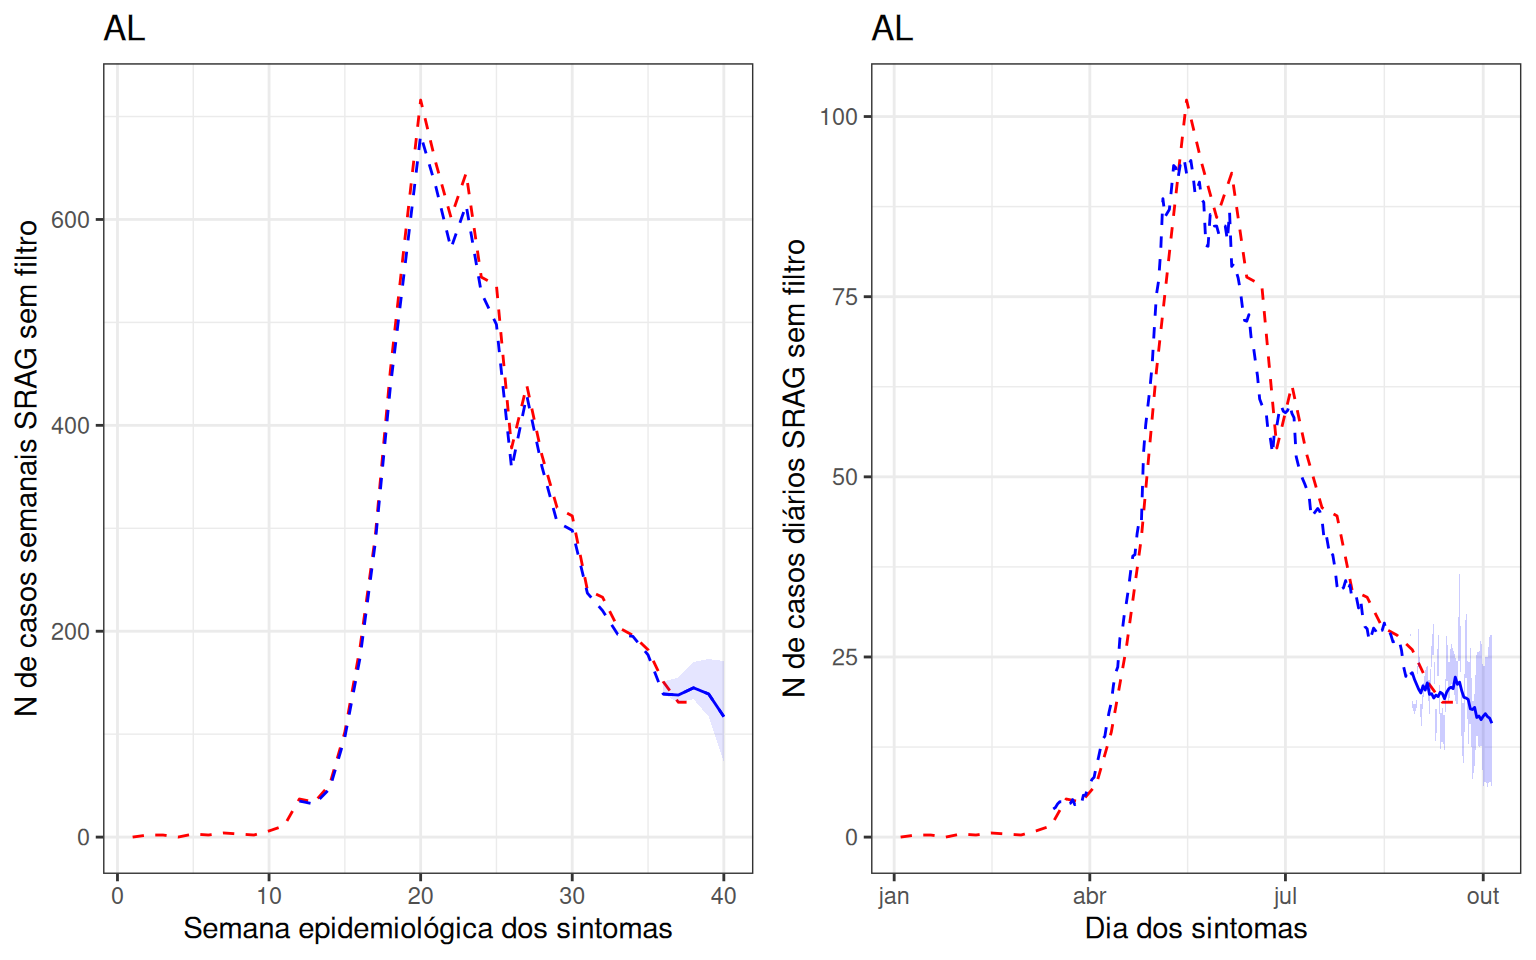 AL
N de casos semanais SRAG sem filtro
600
400
200
0
0 10 20 30 40
Semana epidemiológica dos sintomas
AL
N de casos diários SRAG sem filtro
100
75
50
25
0
jan abr jul out
Dia dos sintomas